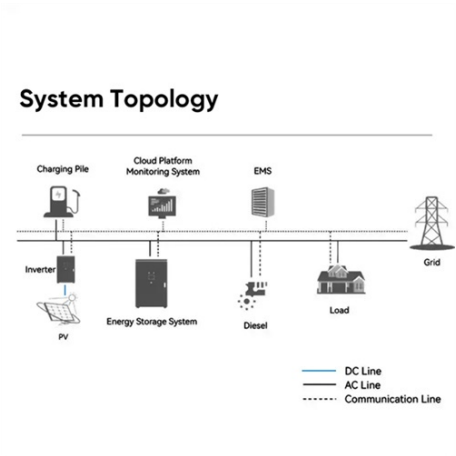 System Topology
Charging Pile
Cloud Platform
Monitoring System
EMS
Grid
Inverter
PV
Energy Storage System
Diesel
Load
DC Line
AC Line
Communication Line